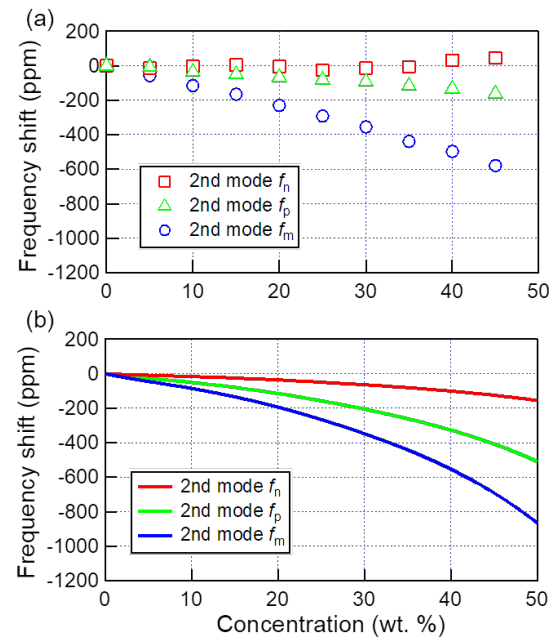 (a)
200
0
-200
-400
-600
-800
-1000
-1200
Frequency shift (ppm)
2nd mode fn
2nd mode fp
2nd mode fm
0 10 20 30 40 50
(b)
200
0
-200
-400
-600
-800
-1000
-1200
Frequency shift (ppm)
2nd mode fn
2nd mode fp
2nd mode fm
0 10 20 30 40 50
Concentration (wt. %)